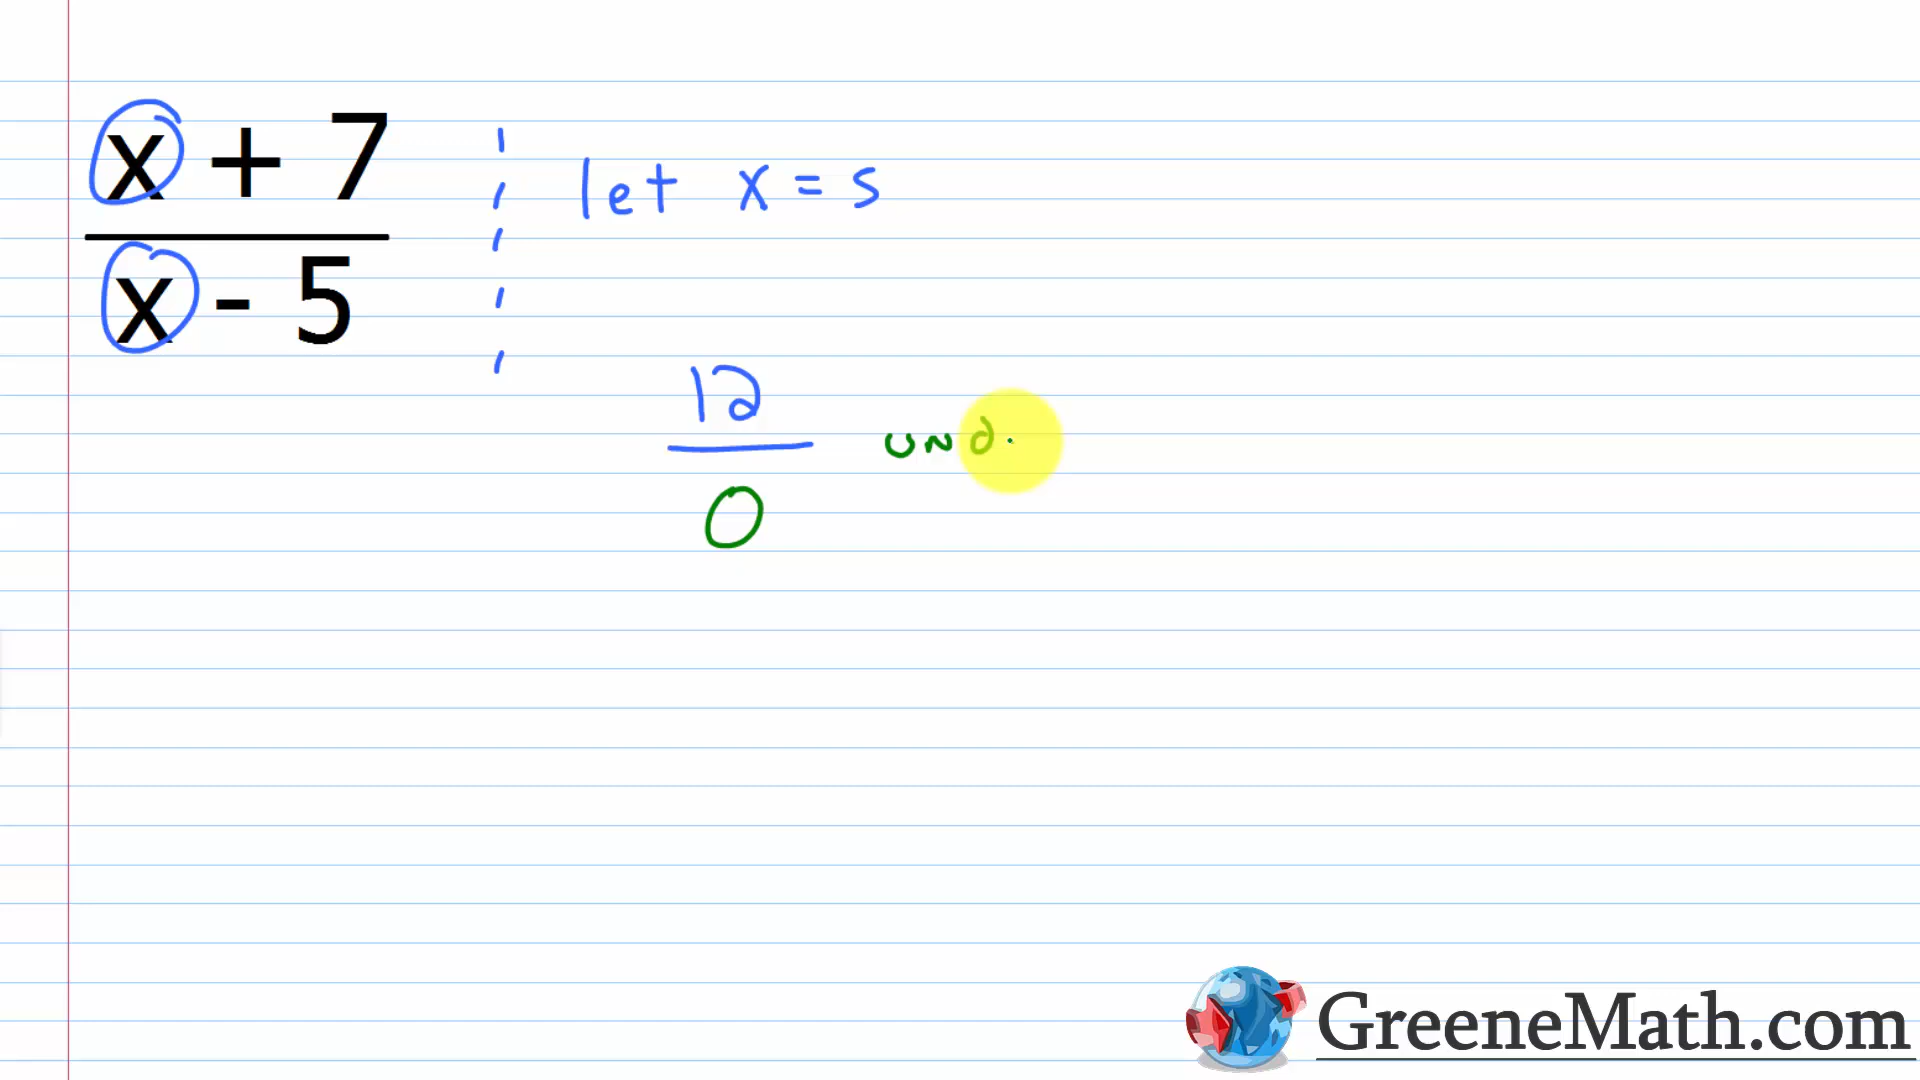 x + 7
x - 5
let x = 5
12
0
und
GreeneMath.com